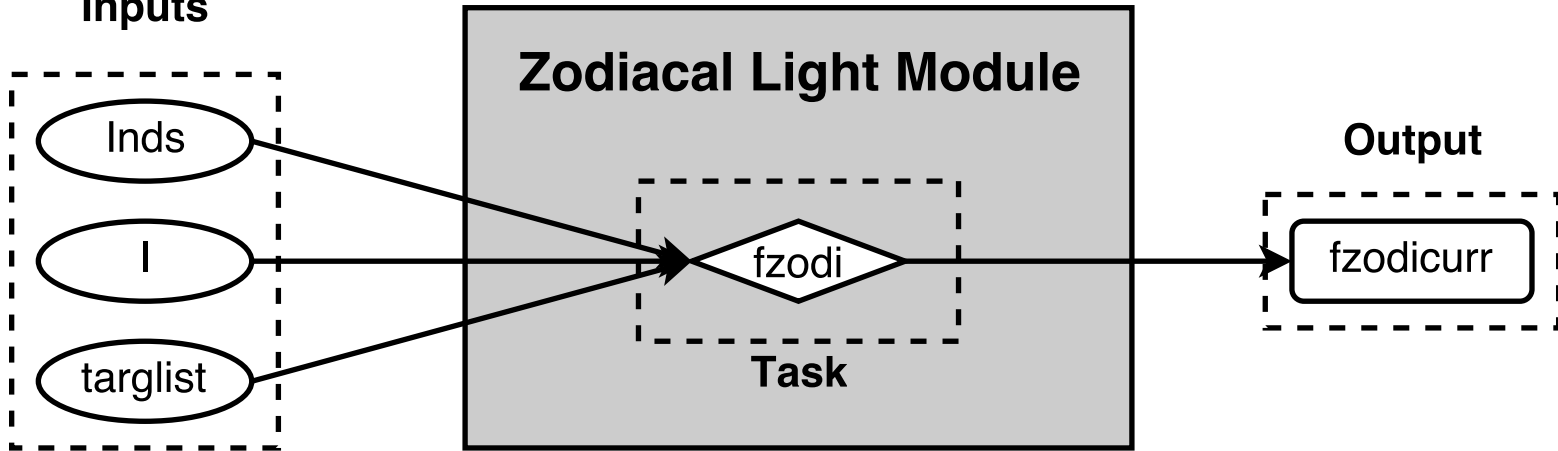 Inputs
Zodiacal Light Module
Inds
Output
I
fzodi
fzodicurr
targlist
Task